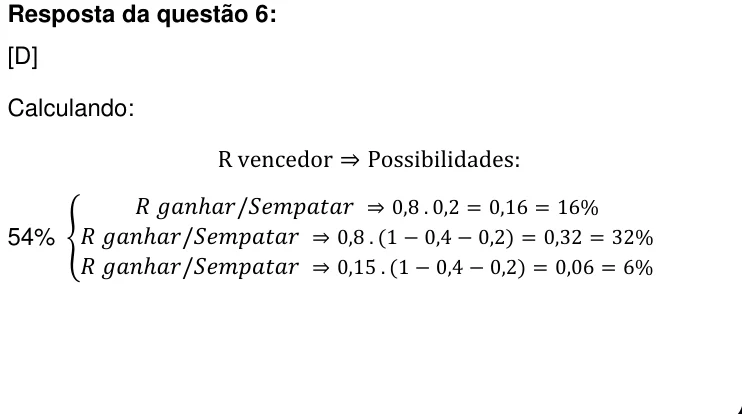 Resposta da questão 6:
[D]
Calculando:
R vencedor ⇒ Possibilidades:
R ganhar/Sempatar ⇒ 0,8 . 0,2 = 0,16 = 16%
54% { R ganhar/Sempatar ⇒ 0,8 . (1 − 0,4 − 0,2) = 0,32 = 32%
R ganhar/Sempatar ⇒ 0,15 . (1 − 0,4 − 0,2) = 0,06 = 6%